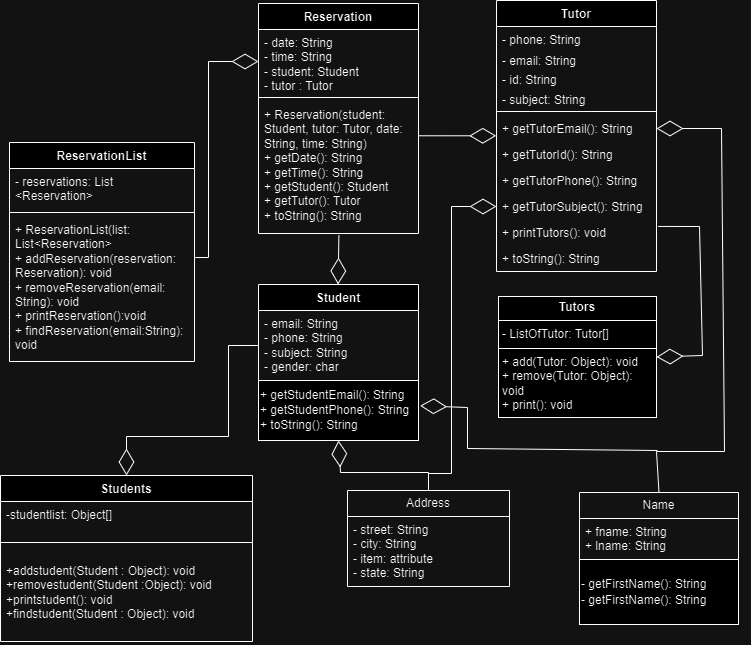 Reservation
- date: String
- time: String
- student: Student
- tutor : Tutor
+ Reservation(student:
Student, tutor: Tutor, date:
String, time: String)
+ getDate(): String
+ getTime(): String
+ getStudent(): Student
+ getTutor(): Tutor
+ toString(): String
Tutor
- phone: String
- email: String
- id: String
- subject: String
+ getTutorEmail(): String
+ getTutorId(): String
+ getTutorPhone(): String
+ getTutorSubject(): String
+ printTutors(): void
+ toString(): String
ReservationList
- reservations: List
<Reservation>
+ ReservationList(list:
List<Reservation>
+ addReservation(reservation:
Reservation): void
+ removeReservation(email:
String): void
+ printReservation():void
+ findReservation(email:String):
void
Student
- email: String
- phone: String
- subject: String
- gender: char
+ getStudentEmail(): String
+ getStudentPhone(): String
+ toString(): String
Tutors
- ListOfTutor: Tutor[]
+ add(Tutor: Object): void
+ remove(Tutor: Object):
void
+ print(): void
Students
-studentlist: Object[]
+addstudent(Student : Object): void
+removestudent(Student :Object): void
+printstudent(): void
+findstudent(Student : Object): void
Address
- street: String
- city: String
- item: attribute
- state: String
Name
+ fname: String
+ lname: String
- getFirstName(): String
- getFirstName(): String